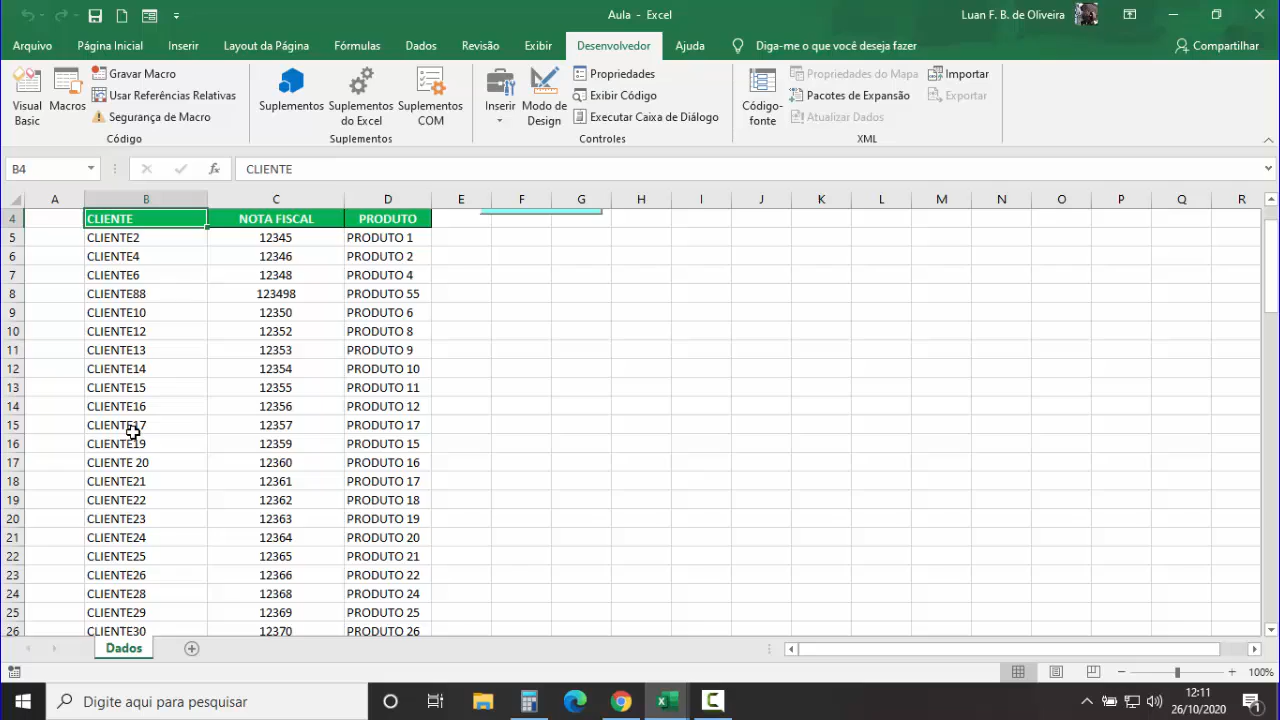 Aula - Excel
Luan F. B. de Oliveira
Arquivo Página Inicial Inserir Layout da Página Fórmulas Dados Revisão Exibir Desenvolvedor Ajuda Diga-me o que você deseja fazer Compartilhar
Visual Basic
Macros
Gravar Macro
Usar Referências Relativas
Segurança de Macro
Código
Suplementos
Suplementos do Excel
Suplementos COM
Suplementos
Inserir
Modo de Design
Propriedades
Exibir Código
Executar Caixa de Diálogo
Controles
Código-fonte
Propriedades do Mapa
Pacotes de Expansão
Atualizar Dados
Importar
Exportar
XML
B4 fx CLIENTE
A B C D E F G H I J K L M N O P Q R
4 CLIENTE NOTA FISCAL PRODUTO
5 CLIENTE2 12345 PRODUTO 1
6 CLIENTE4 12346 PRODUTO 2
7 CLIENTE6 12348 PRODUTO 4
8 CLIENTE88 123498 PRODUTO 55
9 CLIENTE10 12350 PRODUTO 6
10 CLIENTE12 12352 PRODUTO 8
11 CLIENTE13 12353 PRODUTO 9
12 CLIENTE14 12354 PRODUTO 10
13 CLIENTE15 12355 PRODUTO 11
14 CLIENTE16 12356 PRODUTO 12
15 CLIENTE17 12357 PRODUTO 17
16 CLIENTE19 12359 PRODUTO 15
17 CLIENTE 20 12360 PRODUTO 16
18 CLIENTE21 12361 PRODUTO 17
19 CLIENTE22 12362 PRODUTO 18
20 CLIENTE23 12363 PRODUTO 19
21 CLIENTE24 12364 PRODUTO 20
22 CLIENTE25 12365 PRODUTO 21
23 CLIENTE26 12366 PRODUTO 22
24 CLIENTE28 12368 PRODUTO 24
25 CLIENTE29 12369 PRODUTO 25
26 CLIENTE30 12370 PRODUTO 26
Dados
100%
Digite aqui para pesquisar
12:11
26/10/2020
1